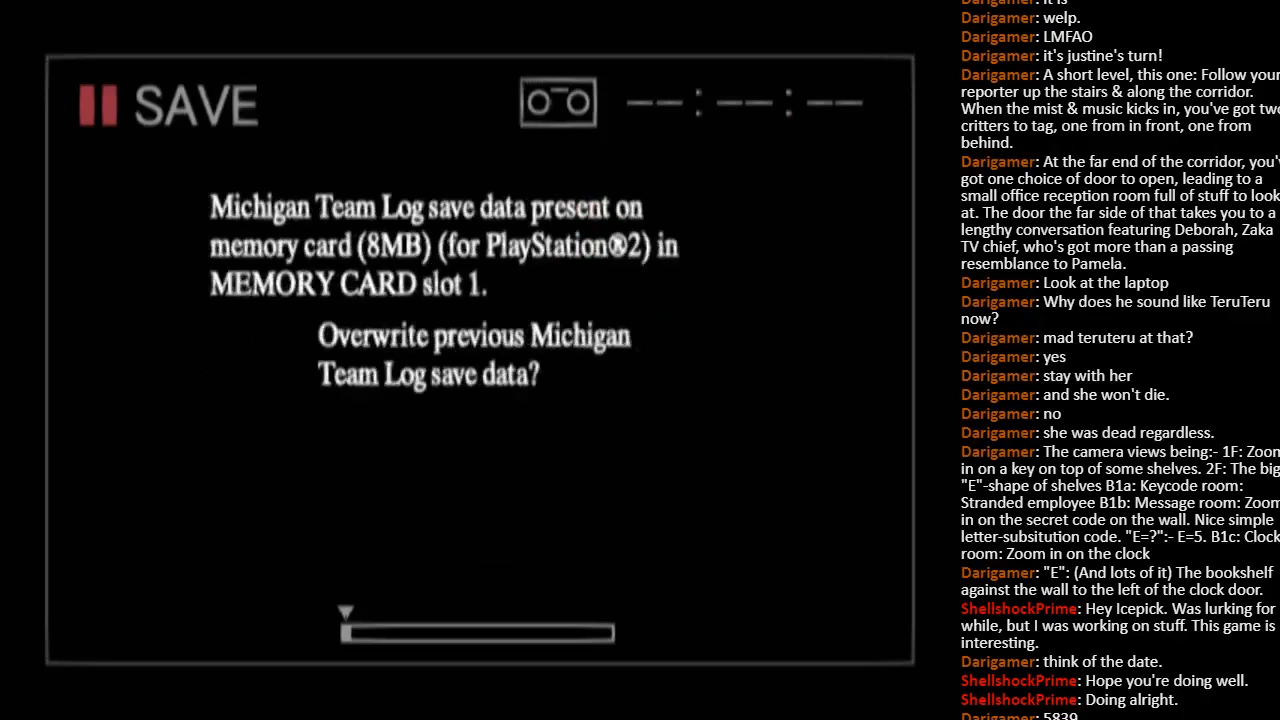 SAVE
--:--:--
Michigan Team Log save data present on
memory card (8MB) (for PlayStation®2) in
MEMORY CARD slot 1.
Overwrite previous Michigan
Team Log save data?
Darigamer: it is
Darigamer: welp.
Darigamer: LMFAO
Darigamer: it's justine's turn!
Darigamer: A short level, this one: Follow your
reporter up the stairs & along the corridor.
When the mist & music kicks in, you've got two
critters to tag, one from in front, one from
behind.
Darigamer: At the far end of the corridor, you'v
got one choice of door to open, leading to a
small office reception room full of stuff to look
at. The door the far side of that takes you to a
lengthy conversation featuring Deborah, Zaka
TV chief, who's got more than a passing
resemblance to Pamela.
Darigamer: Look at the laptop
Darigamer: Why does he sound like TeruTeru
now?
Darigamer: mad teruteru at that?
Darigamer: yes
Darigamer: stay with her
Darigamer: and she won't die.
Darigamer: no
Darigamer: she was dead regardless.
Darigamer: The camera views being:- 1F: Zoom
in on a key on top of some shelves. 2F: The big
"E"-shape of shelves B1a: Keycode room:
Stranded employee B1b: Message room: Zoom
in on the secret code on the wall. Nice simple
letter-subsitution code. "E=?":- E=5. B1c: Clock
room: Zoom in on the clock
Darigamer: "E": (And lots of it) The bookshelf
against the wall to the left of the clock door.
ShellshockPrime: Hey Icepick. Was lurking for
while, but I was working on stuff. This game is
interesting.
Darigamer: think of the date.
ShellshockPrime: Hope you're doing well.
ShellshockPrime: Doing alright.
Darigamer: 5839